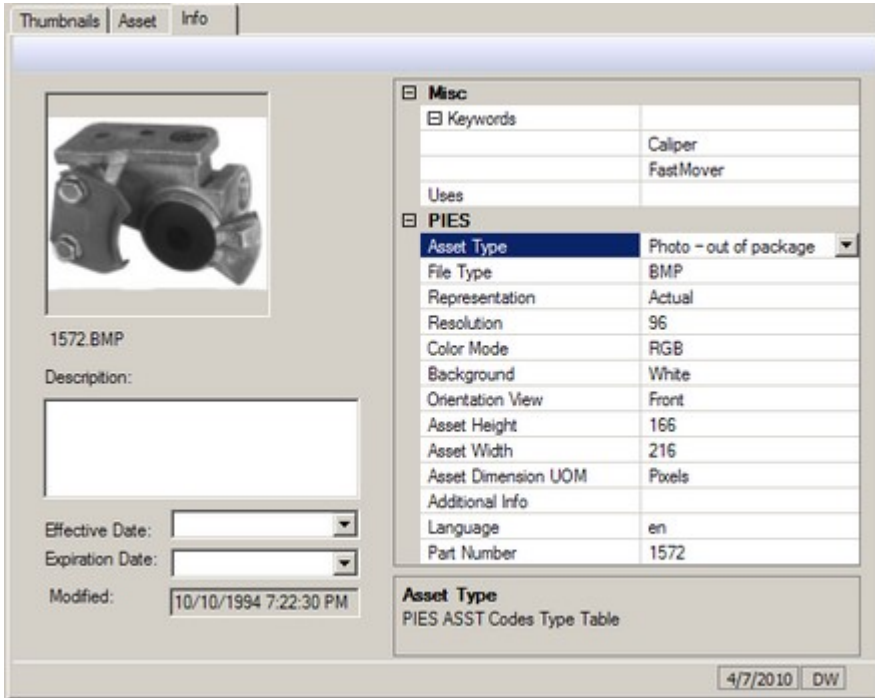 Thumbnails Asset Info
1572.BMP
Descripition:
Effective Date:
Expiration Date:
Modified: 10/10/1994 7:22:30 PM
Misc
Keywords
Caliper
FastMover
Uses
PIES
Asset Type Photo - out of package
File Type BMP
Representation Actual
Resolution 96
Color Mode RGB
Background White
Orientation View Front
Asset Height 166
Asset Width 216
Asset Dimension UOM Pixels
Additional Info
Language en
Part Number 1572
Asset Type
PIES ASST Codes Type Table
4/7/2010 DW